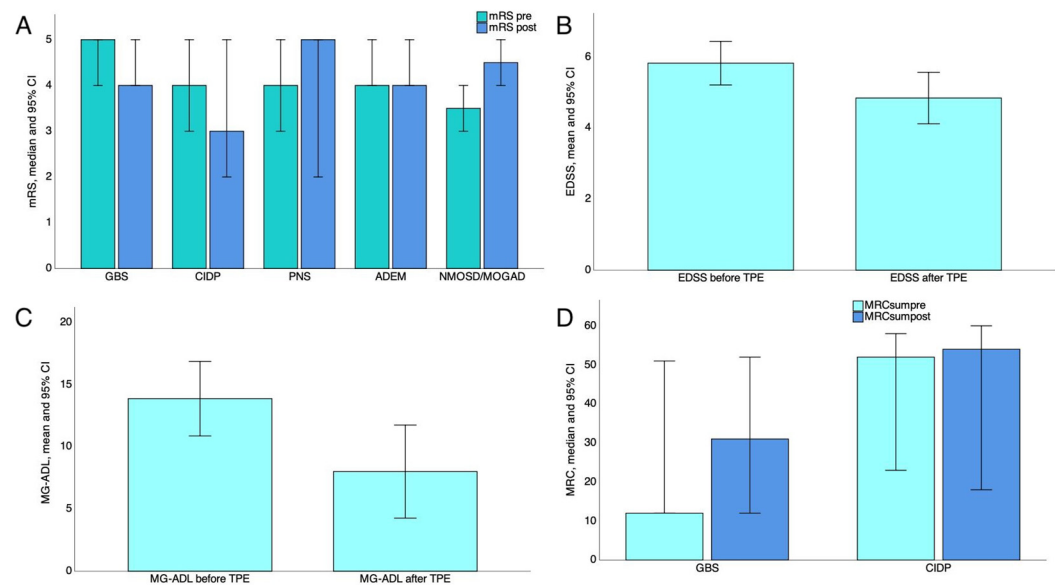 A
mRS pre
mRS post
mRS, median and 95% CI
5
4
3
2
1
0
GBS
CIDP
PNS
ADEM
NMOSD/MOGAD
B
EDSS, mean and 95% CI
6
4
2
0
EDSS before TPE
EDSS after TPE
C
MG-ADL, mean and 95% CI
20
15
10
5
0
MG-ADL before TPE
MG-ADL after TPE
D
MRCsumpre
MRCsumpost
MRC, median and 95% CI
60
50
40
30
20
10
0
GBS
CIDP